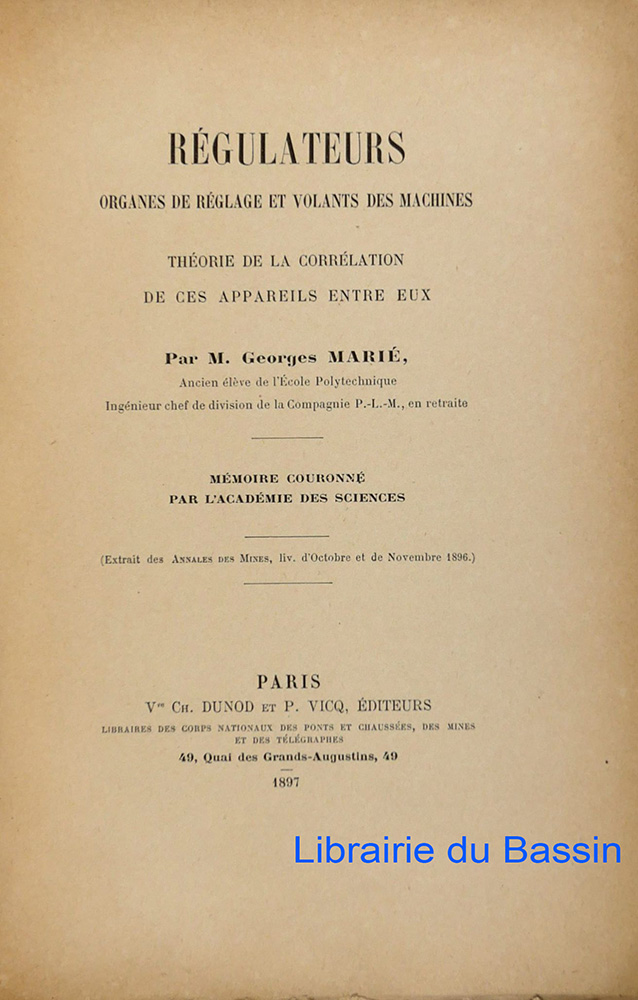 RÉGULATEURS
ORGANES DE RÉGLAGE ET VOLANTS DES MACHINES
THÉORIE DE LA CORRÉLATION
DE CES APPAREILS ENTRE EUX
Par M. Georges MARIÉ,
Ancien élève de l'École Polytechnique
Ingénieur chef de division de la Compagnie P.-L.-M., en retraite
MÉMOIRE COURONNÉ
PAR L'ACADÉMIE DES SCIENCES
(Extrait des ANNALES DES MINES, liv. d'Octobre et de Novembre 1896.)
PARIS
Vve CH. DUNOD ET P. VICQ, ÉDITEURS
LIBRAIRES DES CORPS NATIONAUX DES PONTS ET CHAUSSÉES, DES MINES
ET DES TÉLÉGRAPHES
49, Quai des Grands-Augustins, 49
1897
Librairie du Bassin